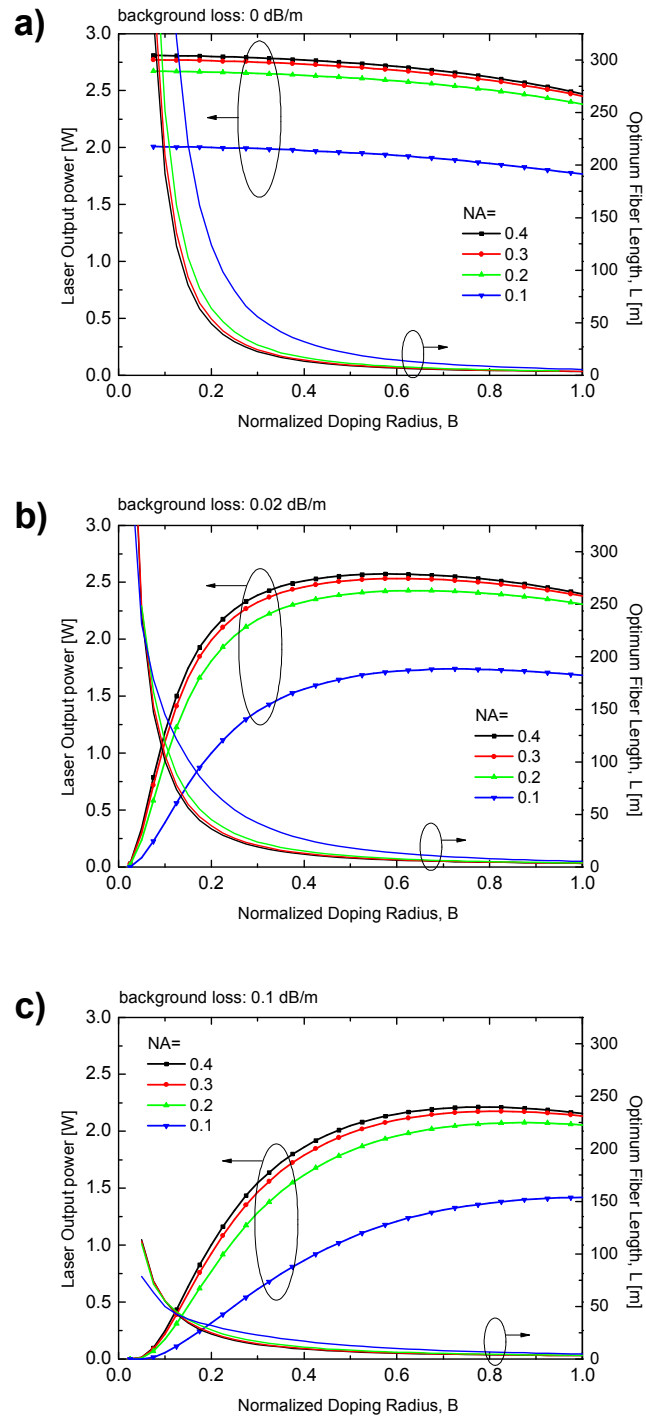 a)
background loss: 0 dB/m
3.0
2.5
2.0
1.5
1.0
0.5
0.0
Laser Output power [W]
300
250
200
150
100
50
0
Optimum Fiber Length, L [m]
NA=
0.4
0.3
0.2
0.1
0.0 0.2 0.4 0.6 0.8 1.0
Normalized Doping Radius, B
b)
background loss: 0.02 dB/m
3.0
2.5
2.0
1.5
1.0
0.5
0.0
Laser Output power [W]
300
250
200
150
100
50
0
Optimum Fiber Length, L [m]
NA=
0.4
0.3
0.2
0.1
0.0 0.2 0.4 0.6 0.8 1.0
Normalized Doping Radius, B
c)
background loss: 0.1 dB/m
3.0
2.5
2.0
1.5
1.0
0.5
0.0
Laser Output power [W]
NA=
0.4
0.3
0.2
0.1
300
250
200
150
100
50
0
Optimum Fiber Length, L [m]
0.0 0.2 0.4 0.6 0.8 1.0
Normalized Doping Radius, B